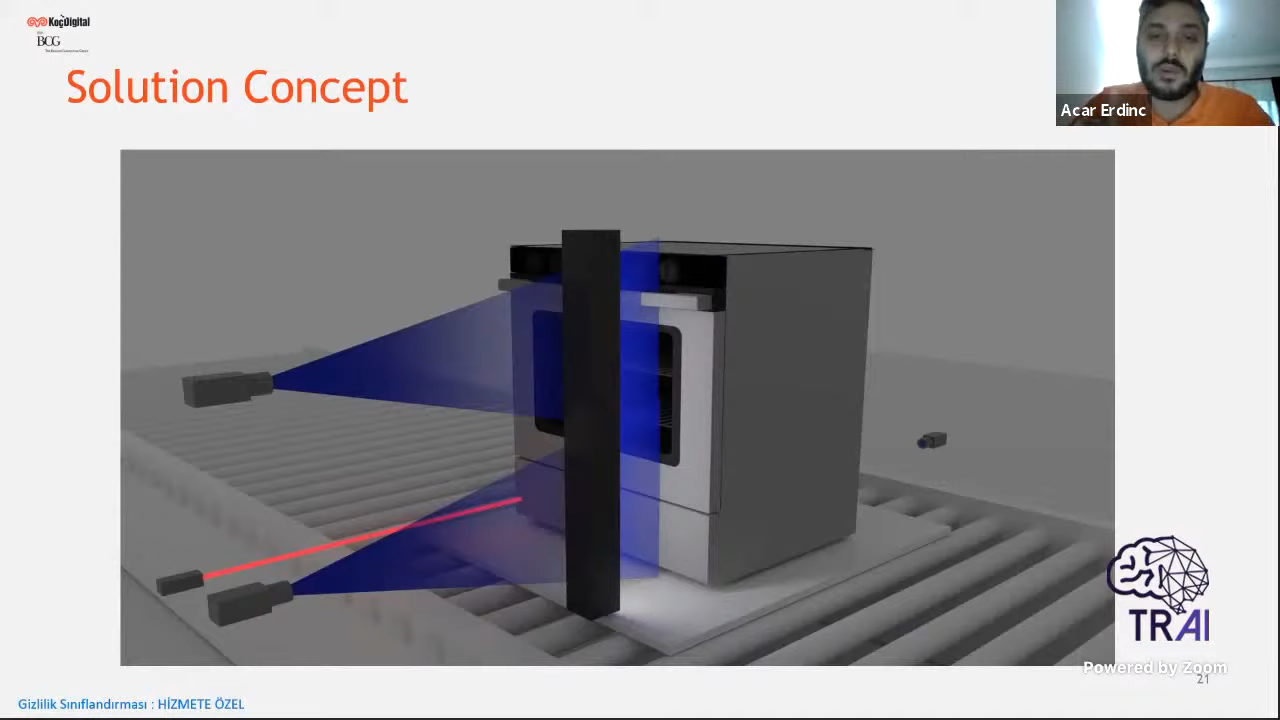 KoçDigital
BCG
Solution Concept
Acar Erdinc
TRAI
Powered by Zoom
21
Gizlilik Sınıflandırması : HİZMETE ÖZEL